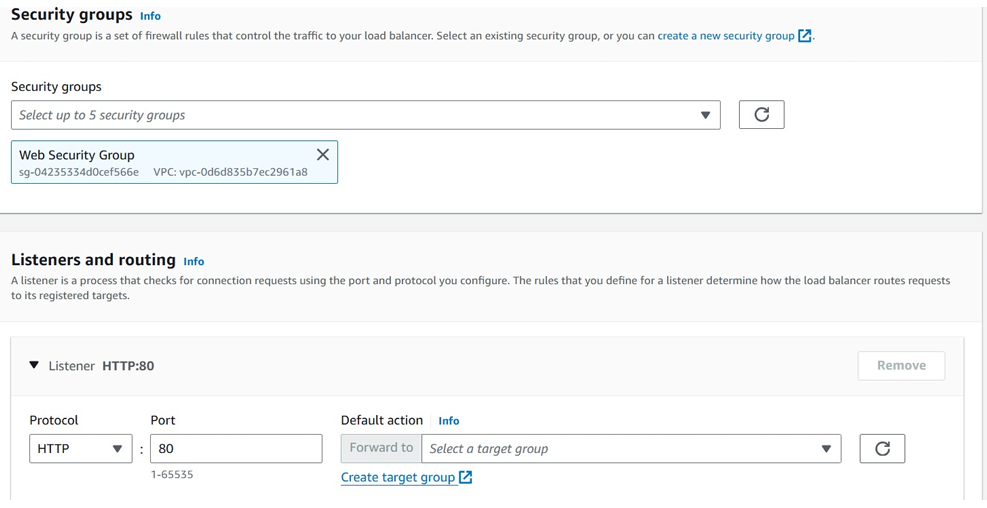 Security groups Info
A security group is a set of firewall rules that control the traffic to your load balancer. Select an existing security group, or you can create a new security group.
Security groups
Select up to 5 security groups
Web Security Group
sg-04235334d0cef566e VPC: vpc-0d6d835b7ec2961a8
Listeners and routing Info
A listener is a process that checks for connection requests using the port and protocol you configure. The rules that you define for a listener determine how the load balancer routes requests
to its registered targets.
Listener HTTP:80
Remove
Protocol Port Default action Info
HTTP : 80 Forward to Select a target group
1-65535
Create target group